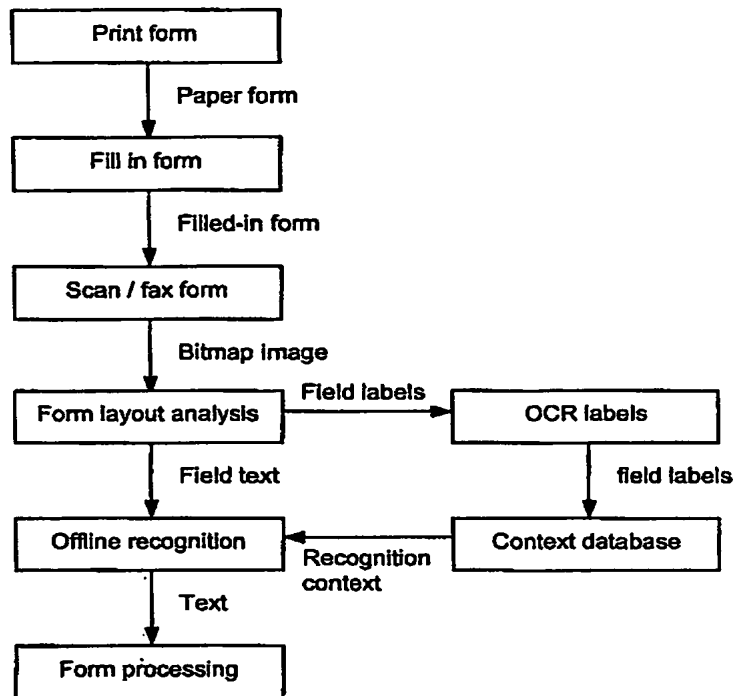 Print form
Paper form
Fill in form
Filled-in form
Scan / fax form
Bitmap image
Form layout analysis
Field labels
OCR labels
Field text
field labels
Offline recognition
Recognition
context
Context database
Text
Form processing